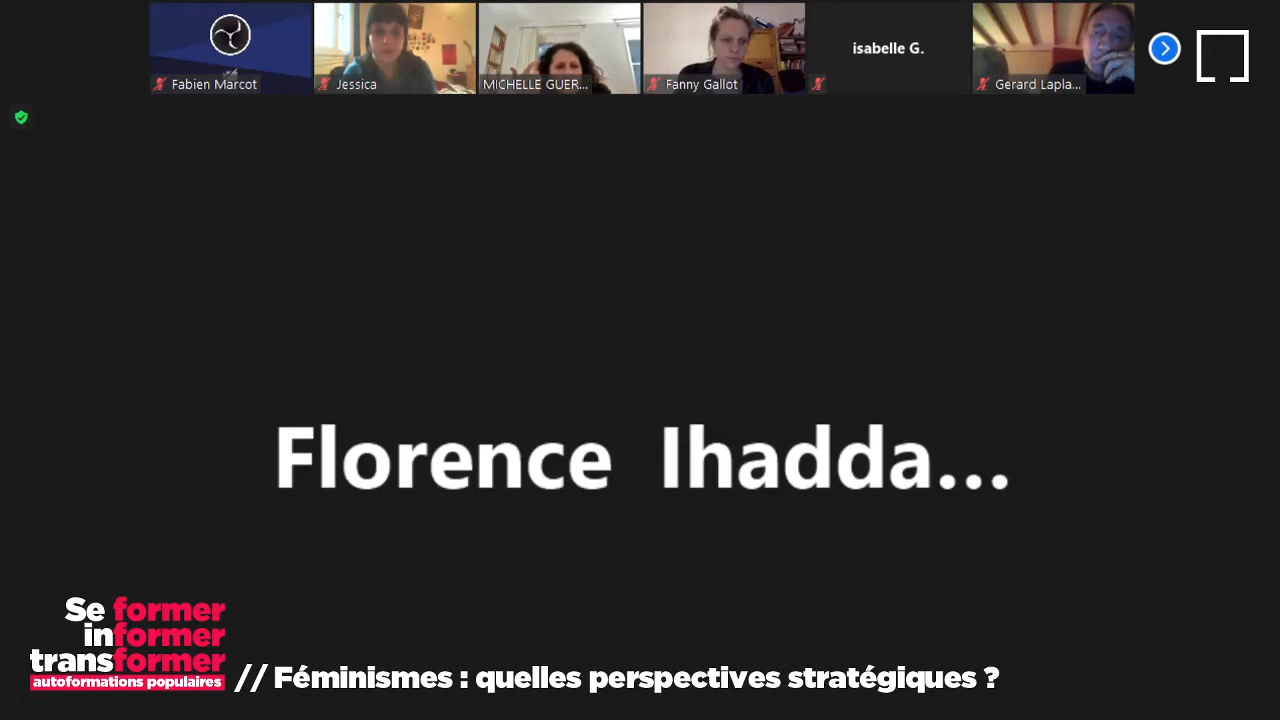 Fabien Marcot
Jessica
MICHELLE GUER...
Fanny Gallot
isabelle G.
Gerard Lapla...
Florence Ihadda...
Se former
informer
transformer
autoformations populaires
// Féminismes : quelles perspectives stratégiques ?